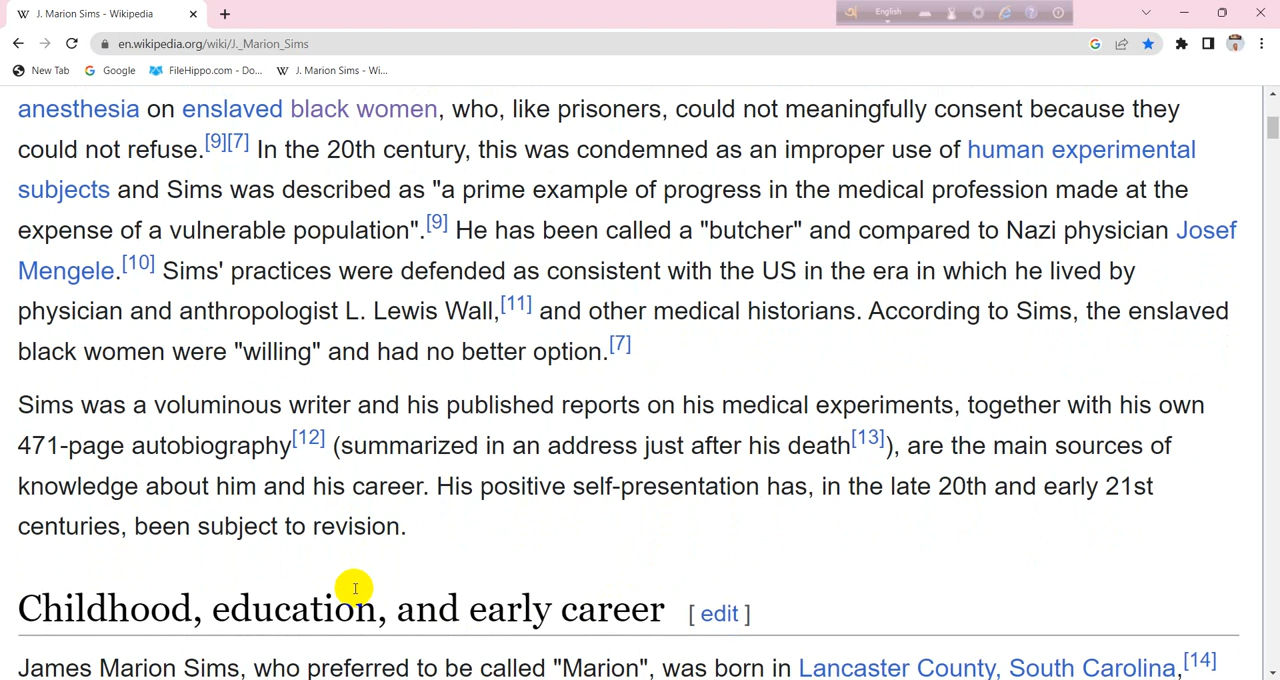 J. Marion Sims - Wikipedia
English
en.wikipedia.org/wiki/J._Marion_Sims
New Tab Google FileHippo.com - Do... J. Marion Sims - Wi...
anesthesia on enslaved black women, who, like prisoners, could not meaningfully consent because they
could not refuse.[9][7] In the 20th century, this was condemned as an improper use of human experimental
subjects and Sims was described as "a prime example of progress in the medical profession made at the
expense of a vulnerable population".[9] He has been called a "butcher" and compared to Nazi physician Josef
Mengele.[10] Sims' practices were defended as consistent with the US in the era in which he lived by
physician and anthropologist L. Lewis Wall,[11] and other medical historians. According to Sims, the enslaved
black women were "willing" and had no better option.[7]
Sims was a voluminous writer and his published reports on his medical experiments, together with his own
471-page autobiography[12] (summarized in an address just after his death[13]), are the main sources of
knowledge about him and his career. His positive self-presentation has, in the late 20th and early 21st
centuries, been subject to revision.
Childhood, education, and early career [ edit ]
James Marion Sims, who preferred to be called "Marion", was born in Lancaster County, South Carolina,[14]